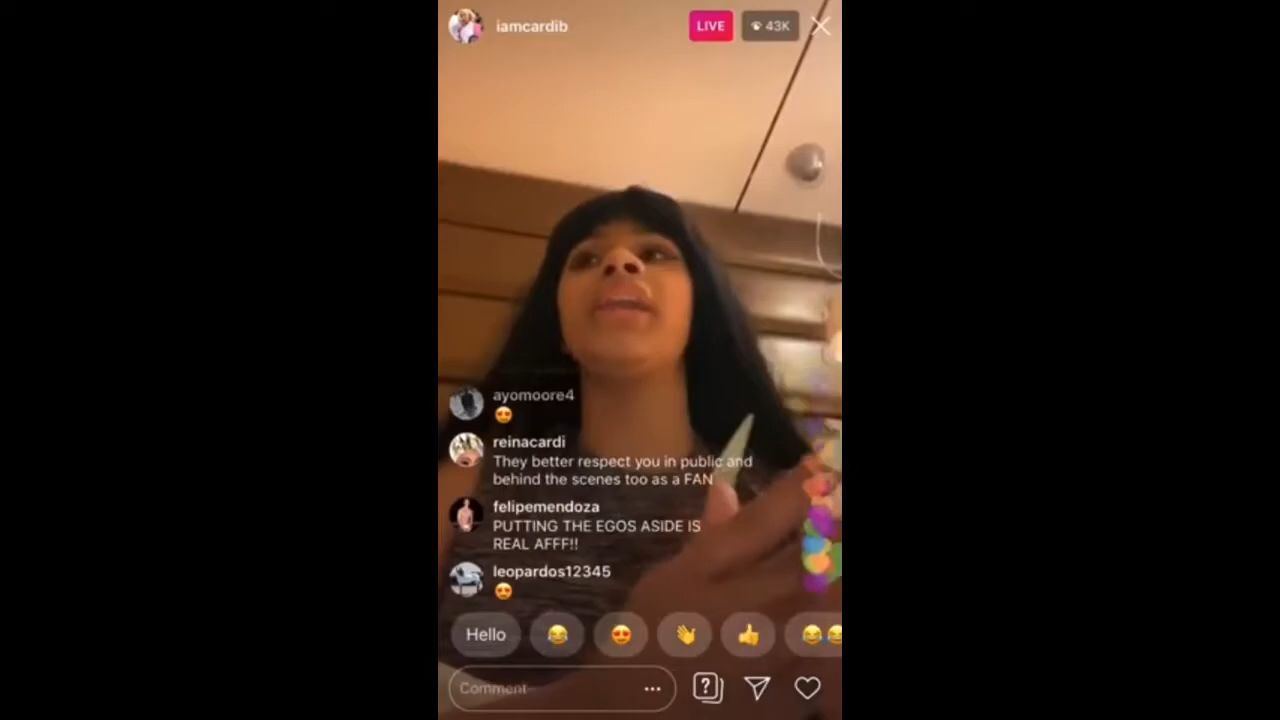 iamcardib
LIVE
43K
ayomoore4
reinacardi
They better respect you in public and
behind the scenes too as a FAN
felipemendoza
PUTTING THE EGOS ASIDE IS
REAL AFFF!!
leopardos12345
Hello
Comment
?